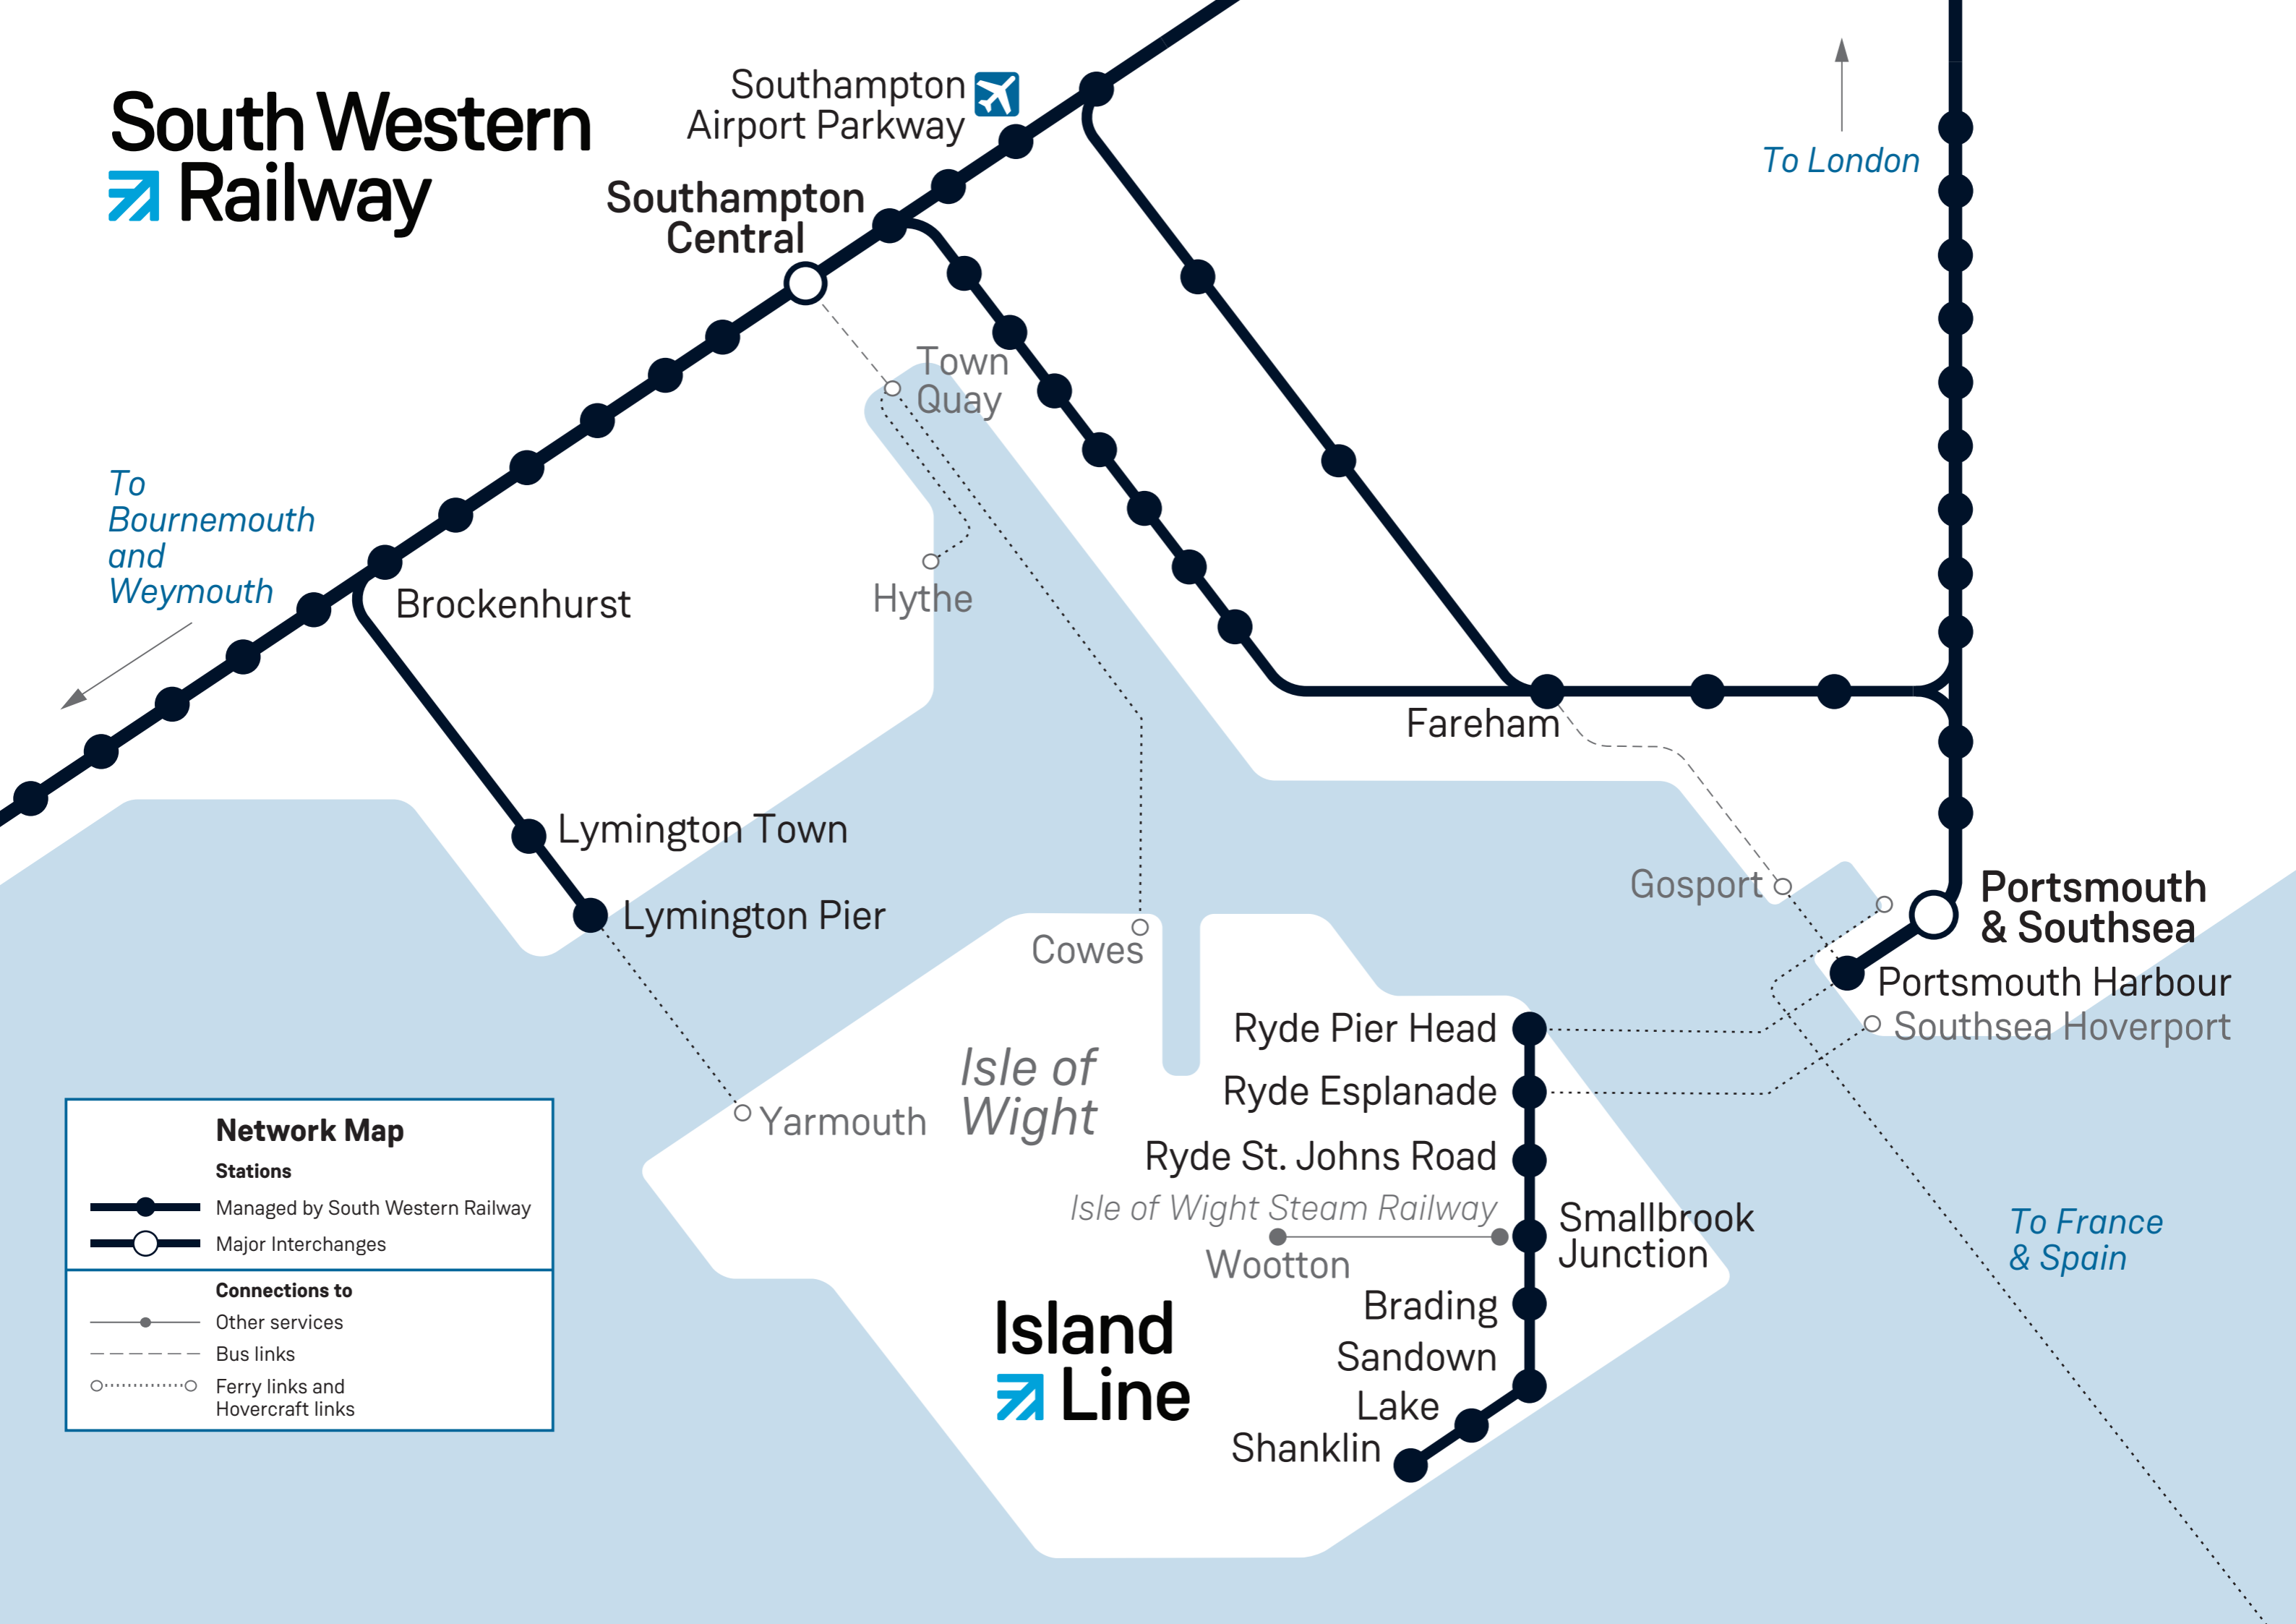 South Western
Railway
Southampton
Airport Parkway
Southampton
Central
To London
Town
Quay
To
Bournemouth
and
Weymouth
Hythe
Brockenhurst
Fareham
Lymington Town
Lymington Pier
Gosport
Portsmouth
& Southsea
Cowes
Portsmouth Harbour
Southsea Hoverport
Ryde Pier Head
Isle of
Wight
Ryde Esplanade
Yarmouth
Ryde St. Johns Road
Isle of Wight Steam Railway
Wootton
Smallbrook
Junction
To France
& Spain
Brading
Sandown
Lake
Shanklin
Island
Line
Network Map
Stations
Managed by South Western Railway
Major Interchanges
Connections to
Other services
Bus links
Ferry links and
Hovercraft links